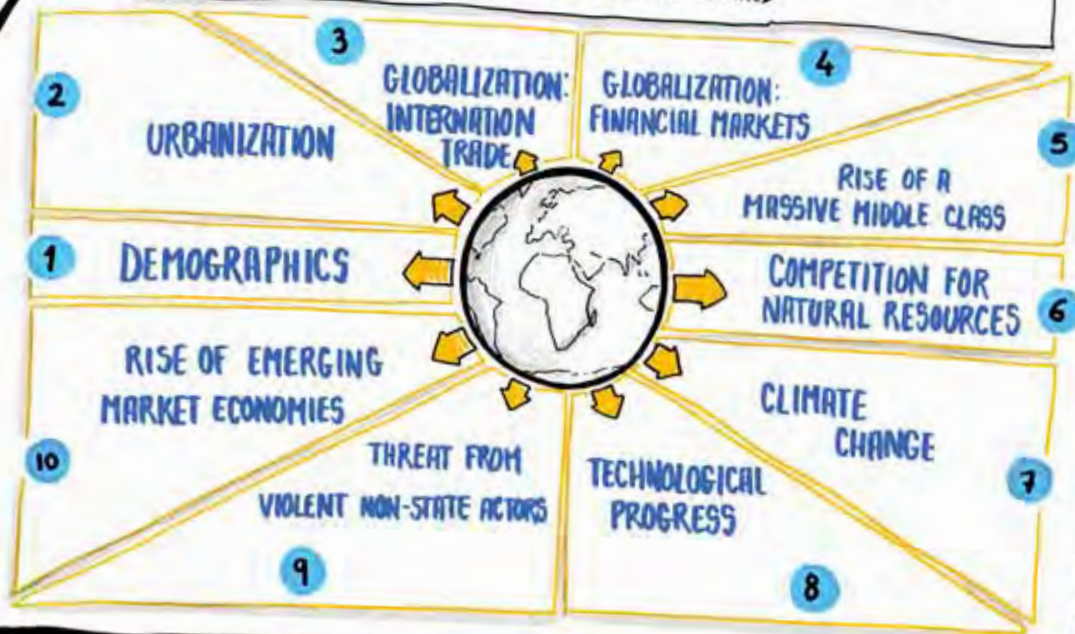 1
DEMOGRAPHICS
2
URBANIZATION
3
GLOBALIZATION:
INTERNATION
TRADE
4
GLOBALIZATION:
FINANCIAL MARKETS
5
RISE OF A
MASSIVE MIDDLE CLASS
6
COMPETITION FOR
NATURAL RESOURCES
7
CLIMATE
CHANGE
8
TECHNOLOGICAL
PROGRESS
9
THREAT FROM
VIOLENT NON-STATE ACTORS
10
RISE OF EMERGING
MARKET ECONOMIES